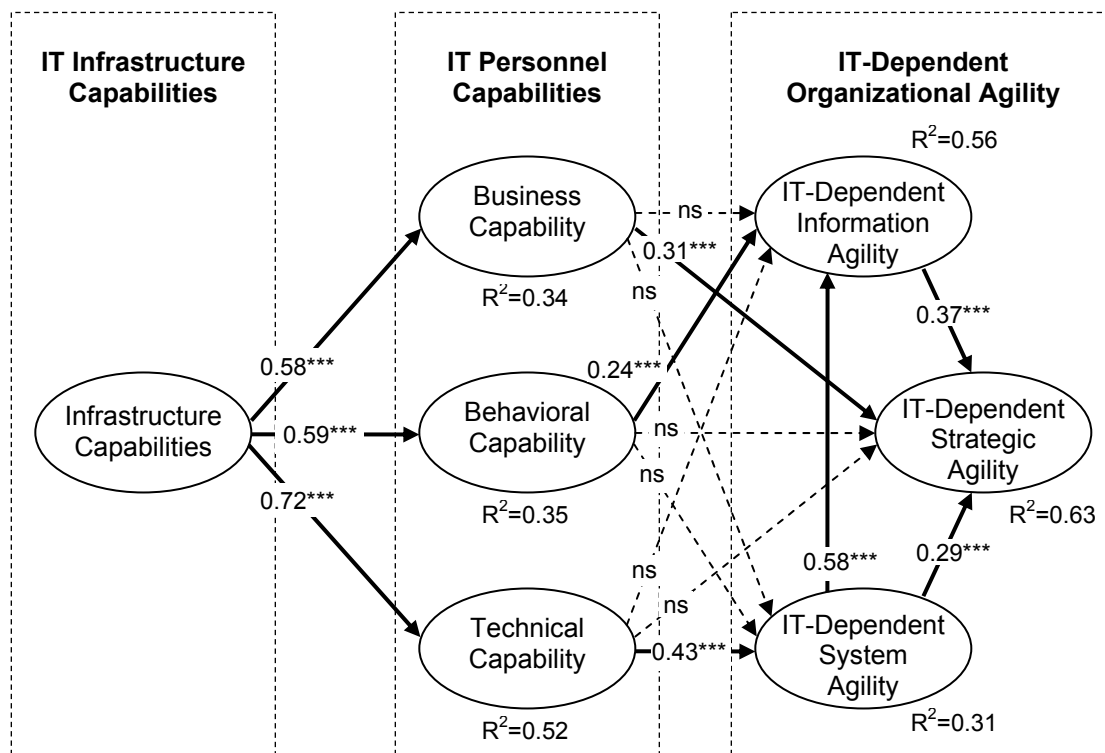 IT Infrastructure
Capabilities
IT Personnel
Capabilities
IT-Dependent
Organizational Agility
R²=0.56
Business
Capability
IT-Dependent
Information
Agility
ns
0.31***
ns
ns
R²=0.34
0.37***
0.58***
0.24***
Infrastructure
Capabilities
0.59***
Behavioral
Capability
ns
IT-Dependent
Strategic
Agility
0.72***
R²=0.35
ns
R²=0.63
ns
0.58***
0.29***
ns
Technical
Capability
0.43***
IT-Dependent
System
Agility
R²=0.52
R²=0.31